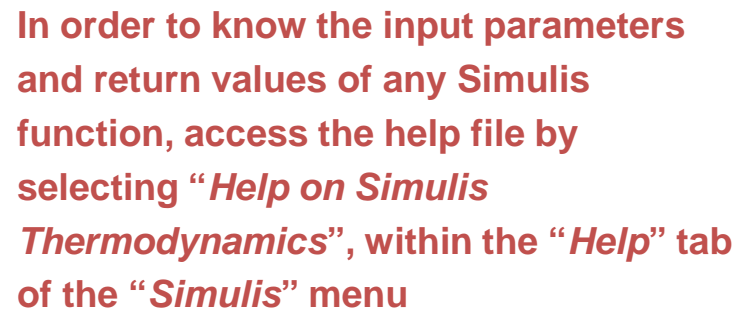 In order to know the input parameters
and return values of any Simulis
function, access the help file by
selecting “Help on Simulis
Thermodynamics”, within the “Help” tab
of the “Simulis” menu